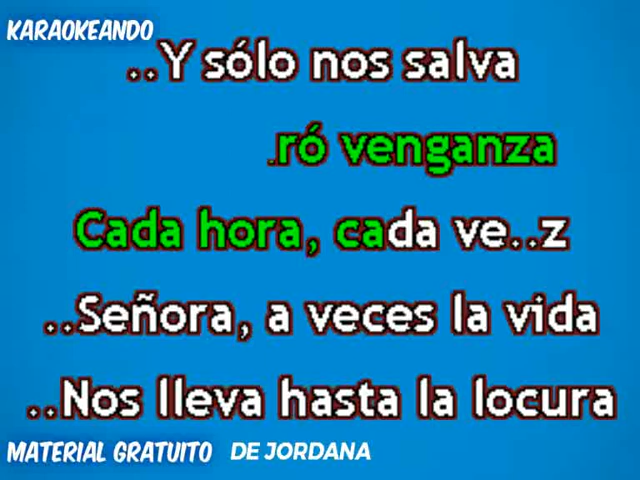 KARAOKEANDO
..Y sólo nos salva
.ró venganza
Cada hora, cada ve..z
..Señora, a veces la vida
..Nos lleva hasta la locura
MATERIAL GRATUITO DE JORDANA